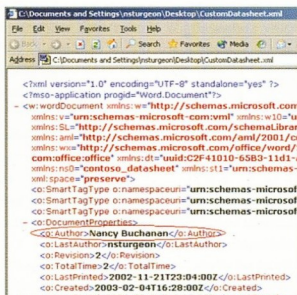 C:\Documents and Settings\nsturgeon\Desktop\CustomDatasheet.xml
File Edit View Favorites Tools Help
Back Search Favorites Media
Address C:\Documents and Settings\nsturgeon\Desktop\CustomDatasheet.xml
<?xml version="1.0" encoding="UTF-8" standalone="yes" ?>
<?mso-application progid="Word.Document"?>
- <w:wordDocument xmlns:w="http://schemas.microsoft.com
xmlns:v="urn:schemas-microsoft-com:vml" xmlns:w10="u
xmlns:SL="http://schemas.microsoft.com/schemaLibra
xmlns:aml="http://schemas.microsoft.com/aml/2001/c
xmlns:wx="http://schemas.microsoft.com/office/word/
com:office:office" xmlns:dt="uuid:C2F41010-65B3-11d1-
xmlns:ns0="contoso_datasheet" xmlns:st1="urn:schemas-
xml:space="preserve">
<o:SmartTagType o:namespaceuri="urn:schemas-microsof
<o:SmartTagType o:namespaceuri="urn:schemas-microsof
<o:SmartTagType o:namespaceuri="urn:schemas-microsof
- <o:DocumentProperties>
<o:Author>Nancy Buchanan</o:Author>
<o:LastAuthor>nsturgeon</o:LastAuthor>
<o:Revision>2</o:Revision>
<o:TotalTime>2</o:TotalTime>
<o:LastPrinted>2002-11-21T23:04:00Z</o:LastPrinted>
<o:Created>2003-02-04T16:28:00Z</o:Created>